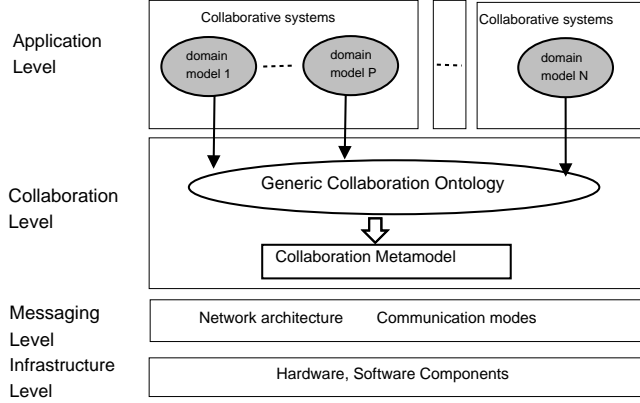 Application
Level
Collaborative systems
Collaborative systems
domain
model 1
domain
model P
domain
model N
Collaboration
Level
Generic Collaboration Ontology
Collaboration Metamodel
Messaging
Level
Network architecture Communication modes
Infrastructure
Level
Hardware, Software Components